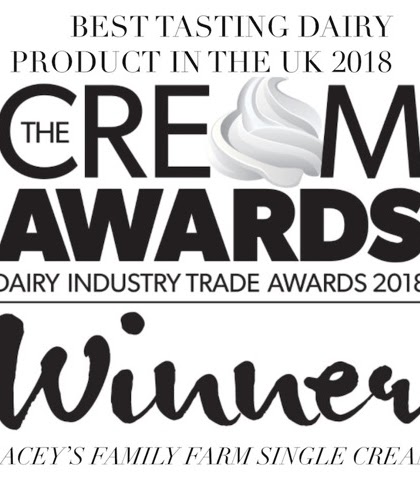 BEST TASTING DAIRY
PRODUCT IN THE UK 2018
THE CREAM
AWARDS
DAIRY INDUSTRY TRADE AWARDS 2018
Winner
ACEY'S FAMILY FARM SINGLE CREAM